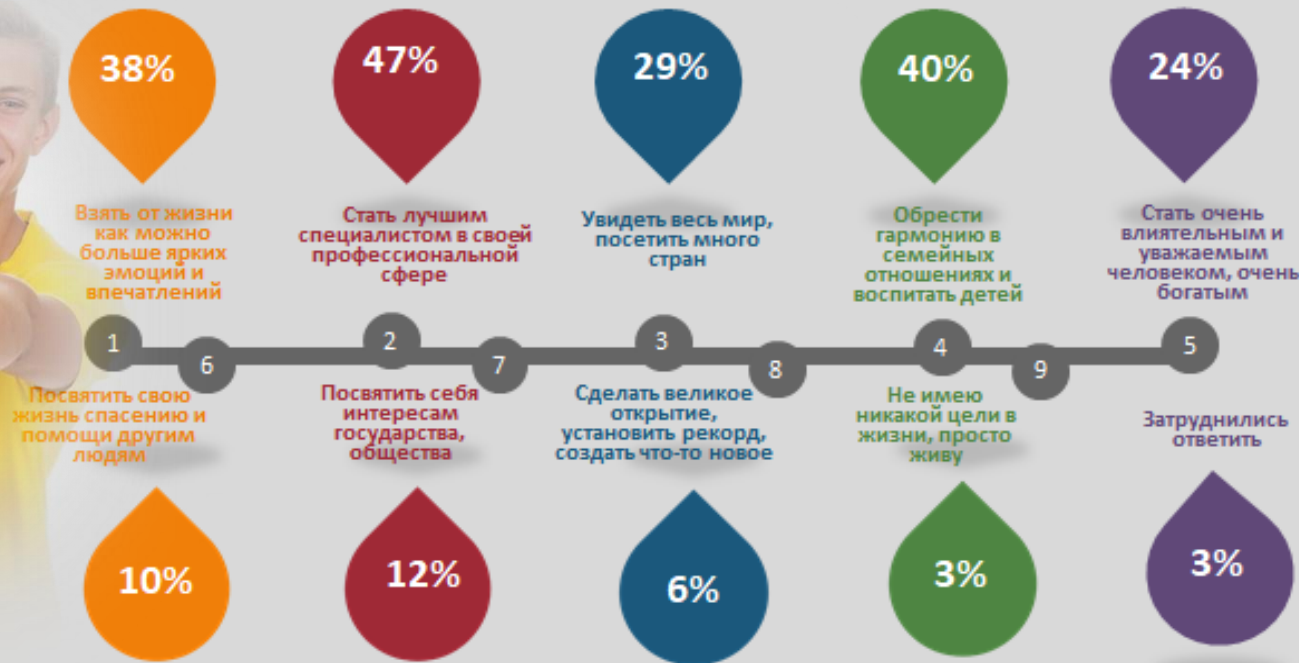 38%
47%
29%
40%
24%
Взять от жизни
как можно
больше ярких
эмоций и
впечатлений
Стать лучшим
специалистом в своей
профессиональной
сфере
Увидеть весь мир,
посетить много
стран
Обрести
гармонию в
семейных
отношениях и
воспитать детей
Стать очень
влиятельным и
уважаемым
человеком, очень
богатым
1
2
3
4
5
6
7
8
9
Посвятить свою
жизнь спасению и
помощи другим
людям
Посвятить себя
интересам
государства,
общества
Сделать великое
открытие,
установить рекорд,
создать что-то новое
Не имею
никакой цели в
жизни, просто
живу
Затруднились
ответить
10%
12%
6%
3%
3%